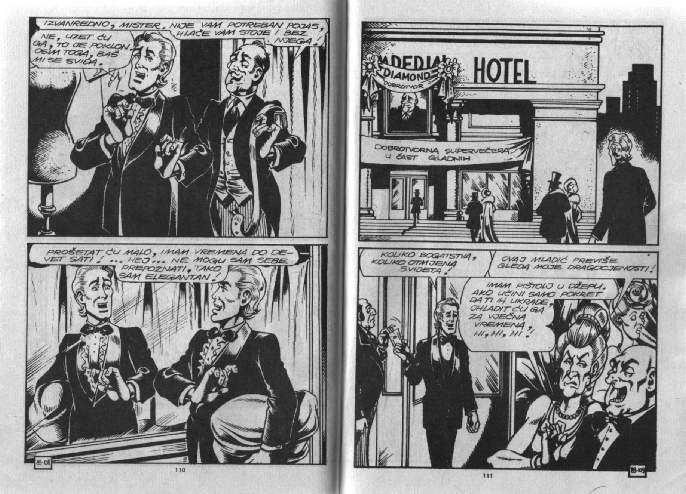 IZVANREDNO, MISTER. NIJE VAM POTREBAN POJAS,
HLAČE VAM STOJE I BEZ
NJEGA!
NE, UZET ĆU
GA, TO JE POKLON.
OSIM TOGA, BAŠ
MI SE SVIĐA.
PROŠETAT ĆU MALO, IMAM VREMENA DO DE-
VET SATI! ... HEJ... NE MOGU SAM SEBE
PREPOZNATI, TAKO
SAM ELEGANTAN!
110
IMPERIAL
HOTEL
DIAMOND
DOBROTVOR
DOBROTVORNA SUPERVEČERA
U ČAST GLADNIH
KOLIKO BOGATSTVA,
KOLIKO OTMJENA
SVIJETA!
OVAJ MLADIĆ PREVIŠE
GLEDA MOJE DRAGOCJENOSTI!
IMAM PIŠTOLJ U DŽEPU.
AKO UČINI SAMO POKRET
DA TI IH UKRADE,
OHLADIT ĆU GA
ZA VJEČNA
VREMENA!
HI, HI, HI!
111